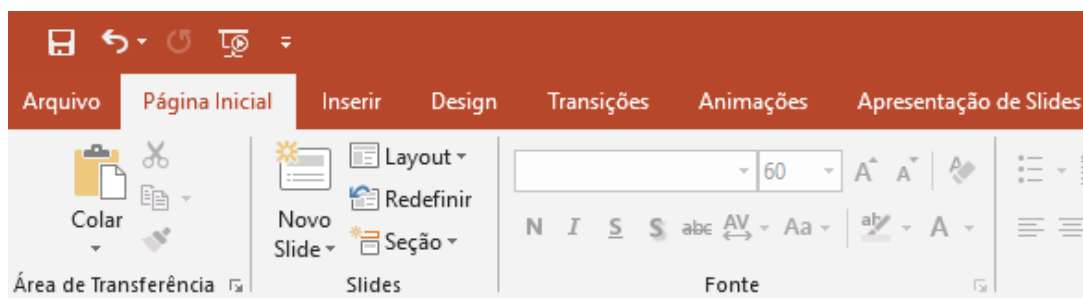 Arquivo Página Inicial Inserir Design Transições Animações Apresentação de Slides
Colar
Novo
Slide
Layout
Redefinir
Seção
60 A A A
N I S S abc AV Aa ab A
Área de Transferência Slides Fonte